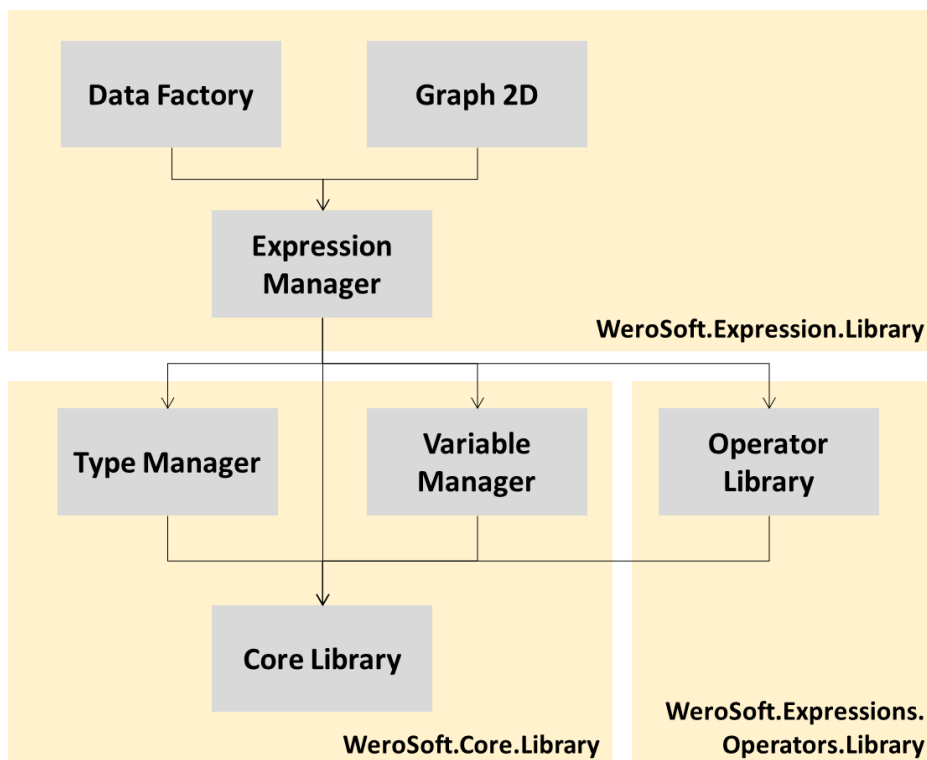 Data Factory
Graph 2D
Expression
Manager
WeroSoft.Expression.Library
Type Manager
Variable
Manager
Operator
Library
Core Library
WeroSoft.Core.Library
WeroSoft.Expressions.
Operators.Library